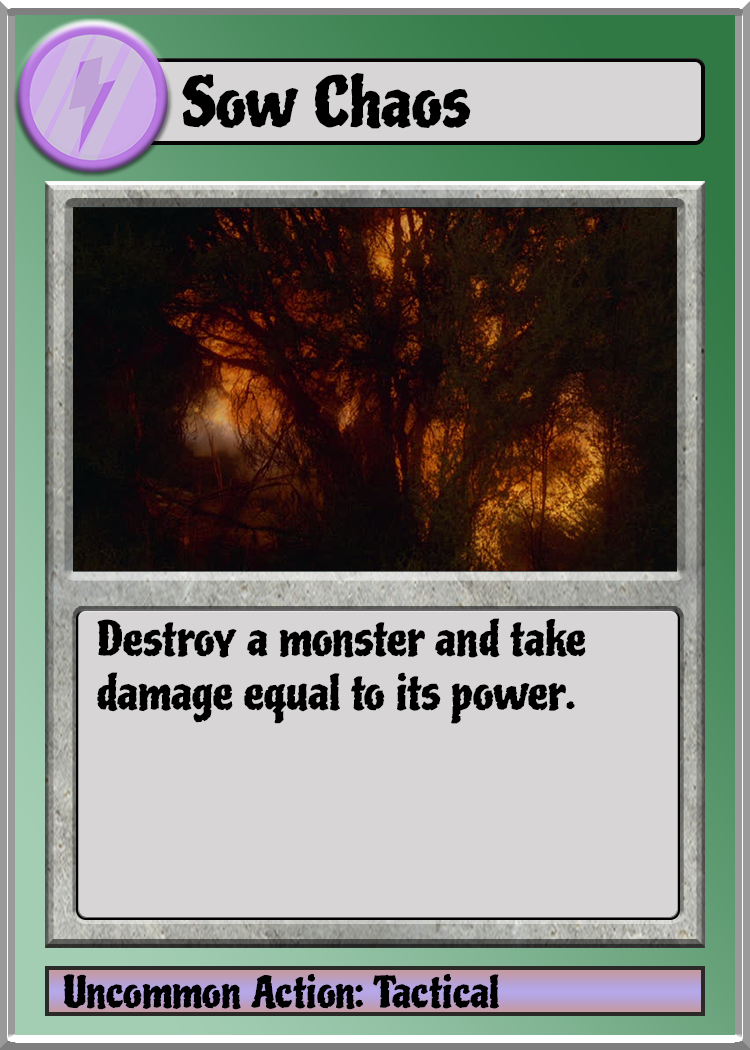 Sow Chaos
Destroy a monster and take
damage equal to its power.
Uncommon Action: Tactical